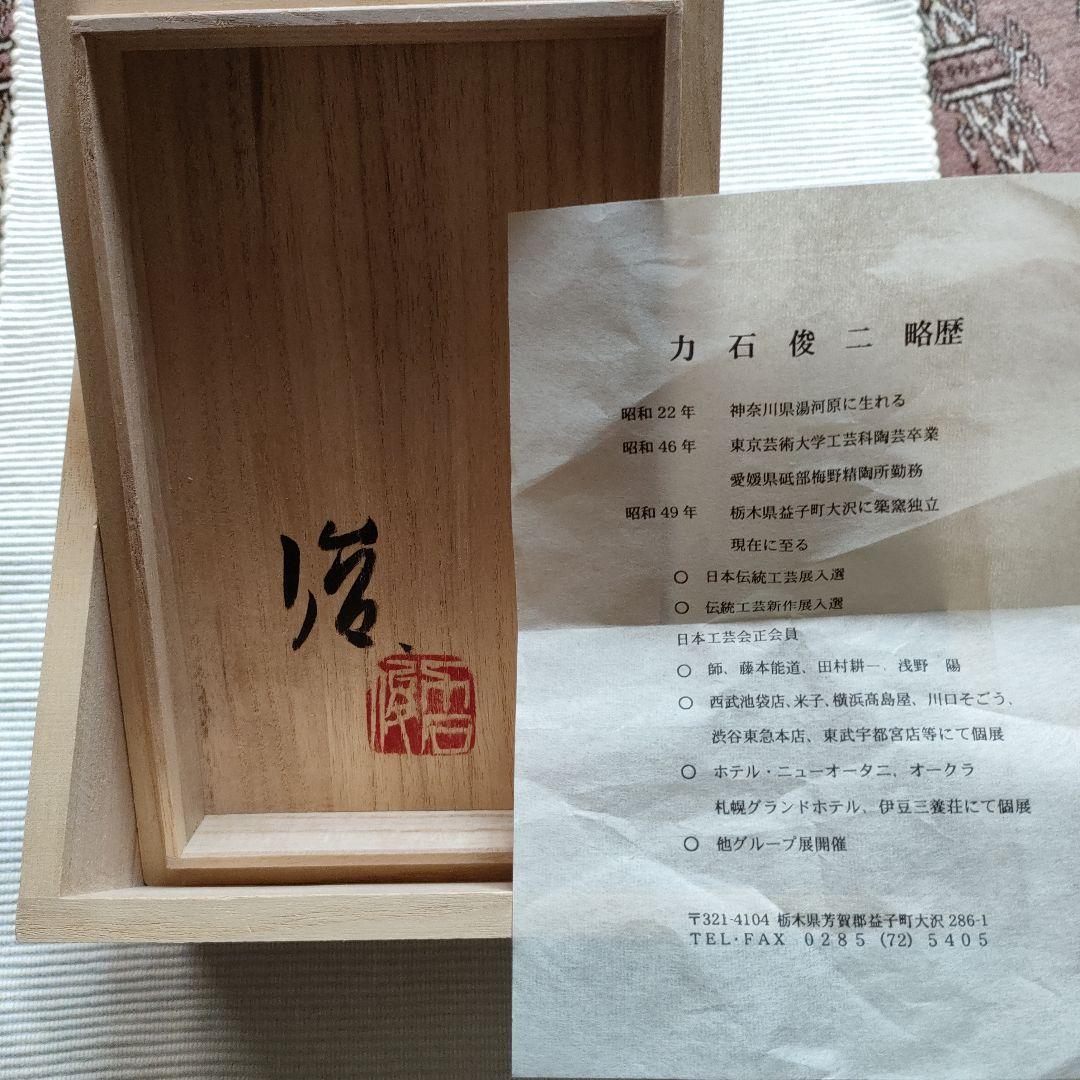 力石俊二 略歴
昭和22年 神奈川県湯河原に生れる
昭和46年 東京芸術大学工芸科陶芸卒業
愛媛県砥部梅野精陶所勤務
昭和49年 栃木県益子町大沢に築窯独立
現在に至る
○ 日本伝統工芸展入選
○ 伝統工芸新作展入選
日本工芸会正会員
○ 師、藤本能道、田村耕一、浅野 陽
○ 西武池袋店、米子、横浜髙島屋、川口そごう、
渋谷東急本店、東武宇都宮店等にて個展
○ ホテル・ニューオータニ、オークラ
札幌グランドホテル、伊豆三養荘にて個展
○ 他グループ展開催
〒321-4104 栃木県芳賀郡益子町大沢 286-1
TEL・FAX 0285 (72) 5405